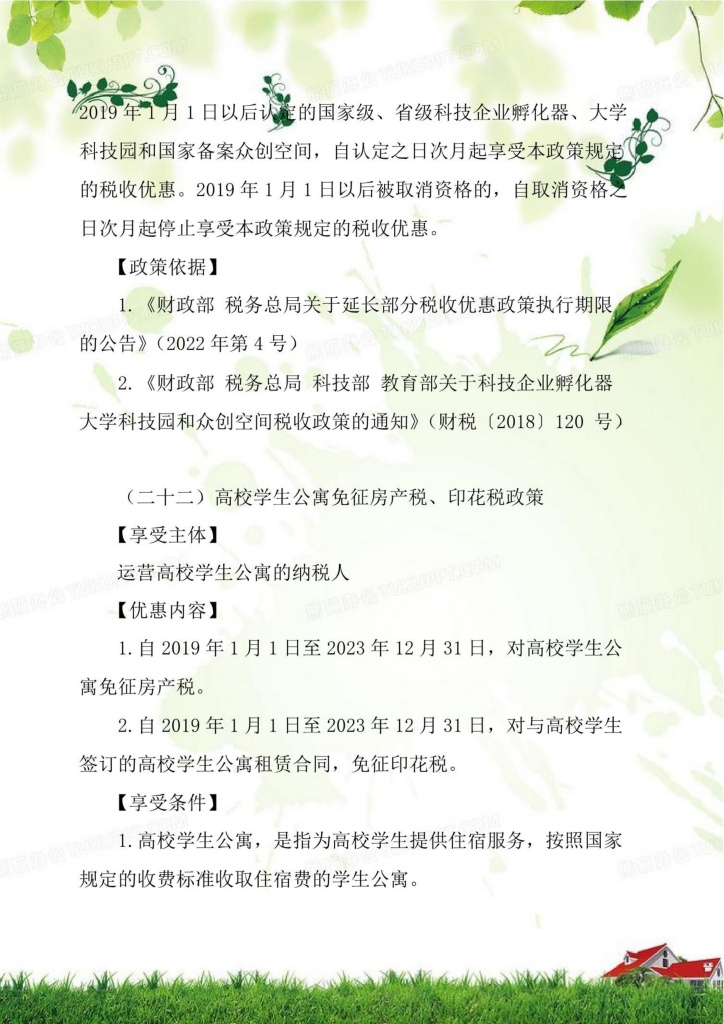 2019 年 1 月 1 日以后认定的国家级、省级科技企业孵化器、大学
科技园和国家备案众创空间，自认定之日次月起享受本政策规定
的税收优惠。2019 年 1 月 1 日以后被取消资格的，自取消资格之
日次月起停止享受本政策规定的税收优惠。
【政策依据】
1.《财政部 税务总局关于延长部分税收优惠政策执行期限
的公告》（2022 年第 4 号）
2.《财政部 税务总局 科技部 教育部关于科技企业孵化器
大学科技园和众创空间税收政策的通知》（财税〔2018〕120 号）
（二十二）高校学生公寓免征房产税、印花税政策
【享受主体】
运营高校学生公寓的纳税人
【优惠内容】
1.自 2019 年 1 月 1 日至 2023 年 12 月 31 日，对高校学生公
寓免征房产税。
2.自 2019 年 1 月 1 日至 2023 年 12 月 31 日，对与高校学生
签订的高校学生公寓租赁合同，免征印花税。
【享受条件】
1.高校学生公寓，是指为高校学生提供住宿服务，按照国家
规定的收费标准收取住宿费的学生公寓。